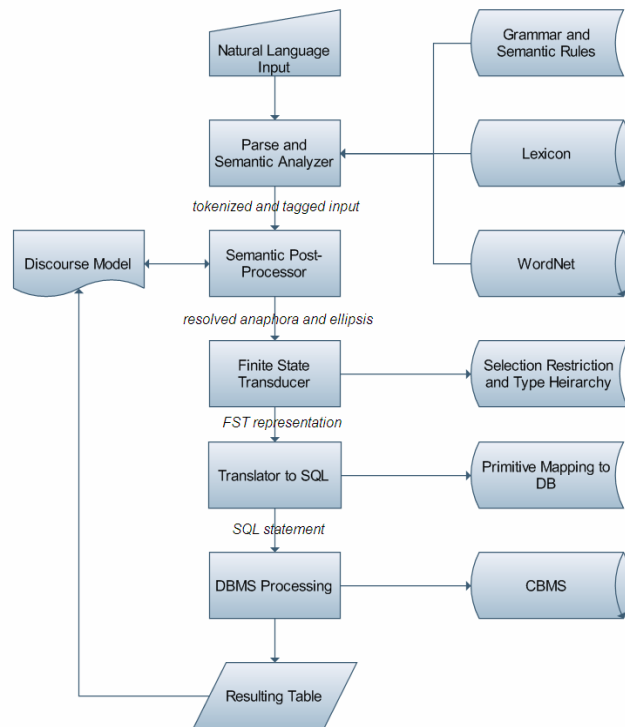 Natural Language
Input
Grammar and
Semantic Rules
Parse and
Semantic Analyzer
Lexicon
tokenized and tagged input
Discourse Model
Semantic Post-
Processor
WordNet
resolved anaphora and ellipsis
Finite State
Transducer
Selection Restriction
and Type Heirarchy
FST representation
Translator to SQL
Primitive Mapping to
DB
SQL statement
DBMS Processing
CBMS
Resulting Table